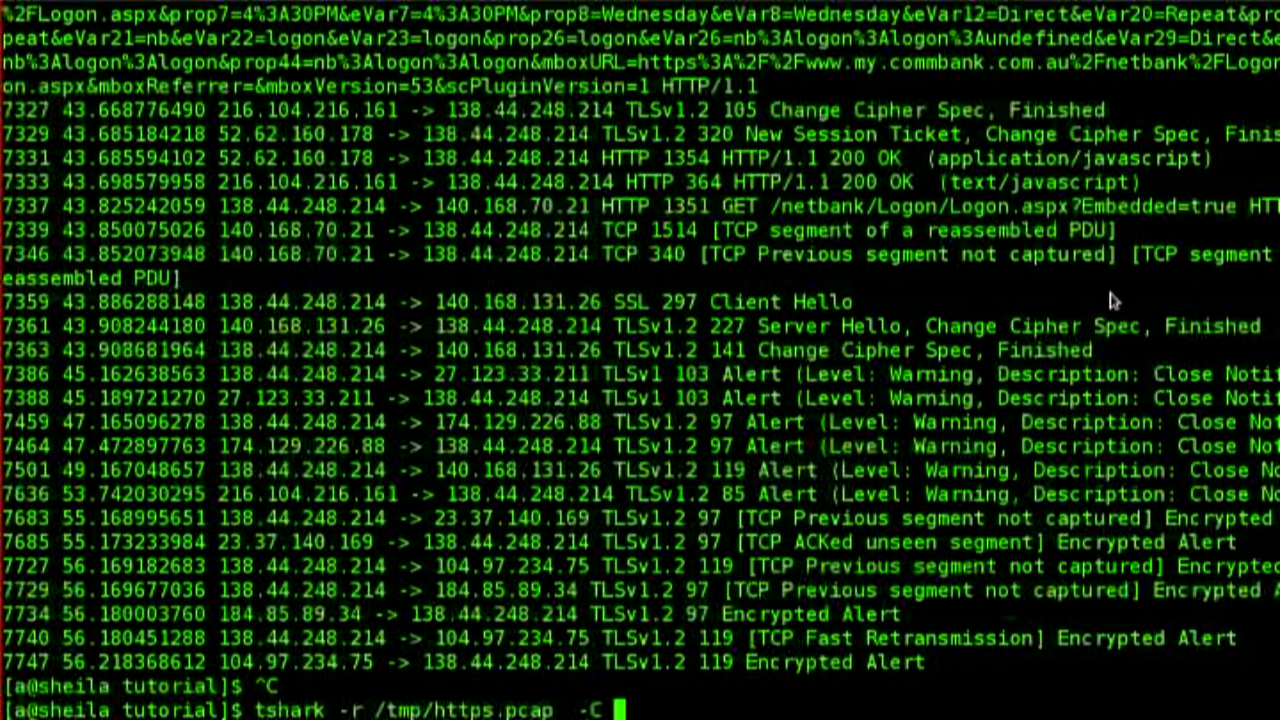 %2FLogon.aspx&prop7=4%3A30PM&eVar7=4%3A30PM&prop8=Wednesday&eVar8=Wednesday&eVar12=Direct&eVar20=Repeat&pro
peat&eVar21=nb&eVar22=logon&eVar23=logon&prop26=logon&eVar26=nb%3Alogon%3Alogon%3Aundefined&eVar29=Direct&e
nb%3Alogon%3Alogon&prop44=nb%3Alogon%3Alogon&mboxURL=https%3A%2F%2Fwww.my.commbank.com.au%2Fnetbank%2FLogon
on.aspx&mboxReferrer=&mboxVersion=53&scPluginVersion=1 HTTP/1.1
7327 43.668776490 216.104.216.161 -> 138.44.248.214 TLSv1.2 105 Change Cipher Spec, Finished
7329 43.685184218 52.62.160.178 -> 138.44.248.214 TLSv1.2 320 New Session Ticket, Change Cipher Spec, Finis
7331 43.685594102 52.62.160.178 -> 138.44.248.214 HTTP 1354 HTTP/1.1 200 OK  (application/javascript)
7333 43.698579958 216.104.216.161 -> 138.44.248.214 HTTP 364 HTTP/1.1 200 OK  (text/javascript)
7337 43.825242059 138.44.248.214 -> 140.168.70.21 HTTP 1351 GET /netbank/Logon/Logon.aspx?Embedded=true HTT
7339 43.850075026 140.168.70.21 -> 138.44.248.214 TCP 1514 [TCP segment of a reassembled PDU]
7346 43.852073948 140.168.70.21 -> 138.44.248.214 TCP 340 [TCP Previous segment not captured] [TCP segment
eassembled PDU]
7359 43.886288148 138.44.248.214 -> 140.168.131.26 SSL 297 Client Hello
7361 43.908244180 140.168.131.26 -> 138.44.248.214 TLSv1.2 227 Server Hello, Change Cipher Spec, Finished
7363 43.908681964 138.44.248.214 -> 140.168.131.26 TLSv1.2 141 Change Cipher Spec, Finished
7386 45.162638563 138.44.248.214 -> 27.123.33.211 TLSv1 103 Alert (Level: Warning, Description: Close Notif
7388 45.189721270 27.123.33.211 -> 138.44.248.214 TLSv1 103 Alert (Level: Warning, Description: Close Notif
7459 47.165096278 138.44.248.214 -> 174.129.226.88 TLSv1.2 97 Alert (Level: Warning, Description: Close Not
7464 47.472897763 174.129.226.88 -> 138.44.248.214 TLSv1.2 97 Alert (Level: Warning, Description: Close Not
7501 49.167048657 138.44.248.214 -> 140.168.131.26 TLSv1.2 119 Alert (Level: Warning, Description: Close No
7636 53.742030295 216.104.216.161 -> 138.44.248.214 TLSv1.2 85 Alert (Level: Warning, Description: Close No
7683 55.168995651 138.44.248.214 -> 23.37.140.169 TLSv1.2 97 [TCP Previous segment not captured] Encrypted
7685 55.173233984 23.37.140.169 -> 138.44.248.214 TLSv1.2 97 [TCP ACKed unseen segment] Encrypted Alert
7727 56.169182683 138.44.248.214 -> 104.97.234.75 TLSv1.2 119 [TCP Previous segment not captured] Encrypted
7729 56.169677036 138.44.248.214 -> 184.85.89.34 TLSv1.2 97 [TCP Previous segment not captured] Encrypted A
7734 56.180003760 184.85.89.34 -> 138.44.248.214 TLSv1.2 97 Encrypted Alert
7740 56.180451288 138.44.248.214 -> 104.97.234.75 TLSv1.2 119 [TCP Fast Retransmission] Encrypted Alert
7747 56.218368612 104.97.234.75 -> 138.44.248.214 TLSv1.2 119 Encrypted Alert
[a@sheila tutorial]$ ^C
[a@sheila tutorial]$ tshark -r /tmp/https.pcap  -C